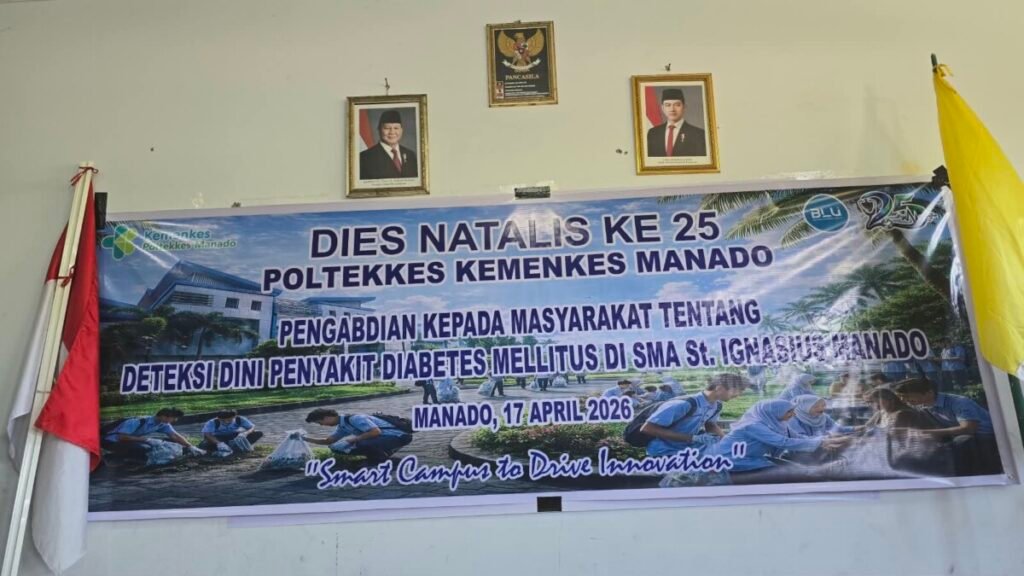 PANCASILA
Kemenkes
Poltekkes Manado
BLU
25
DIES NATALIS KE 25
POLTEKKES KEMENKES MANADO
PENGABDIAN KEPADA MASYARAKAT TENTANG
DETEKSI DINI PENYAKIT DIABETES MELLITUS DI SMA St. IGNASIUS MANADO
MANADO, 17 APRIL 2026
"Smart Campus to Drive Innovation"